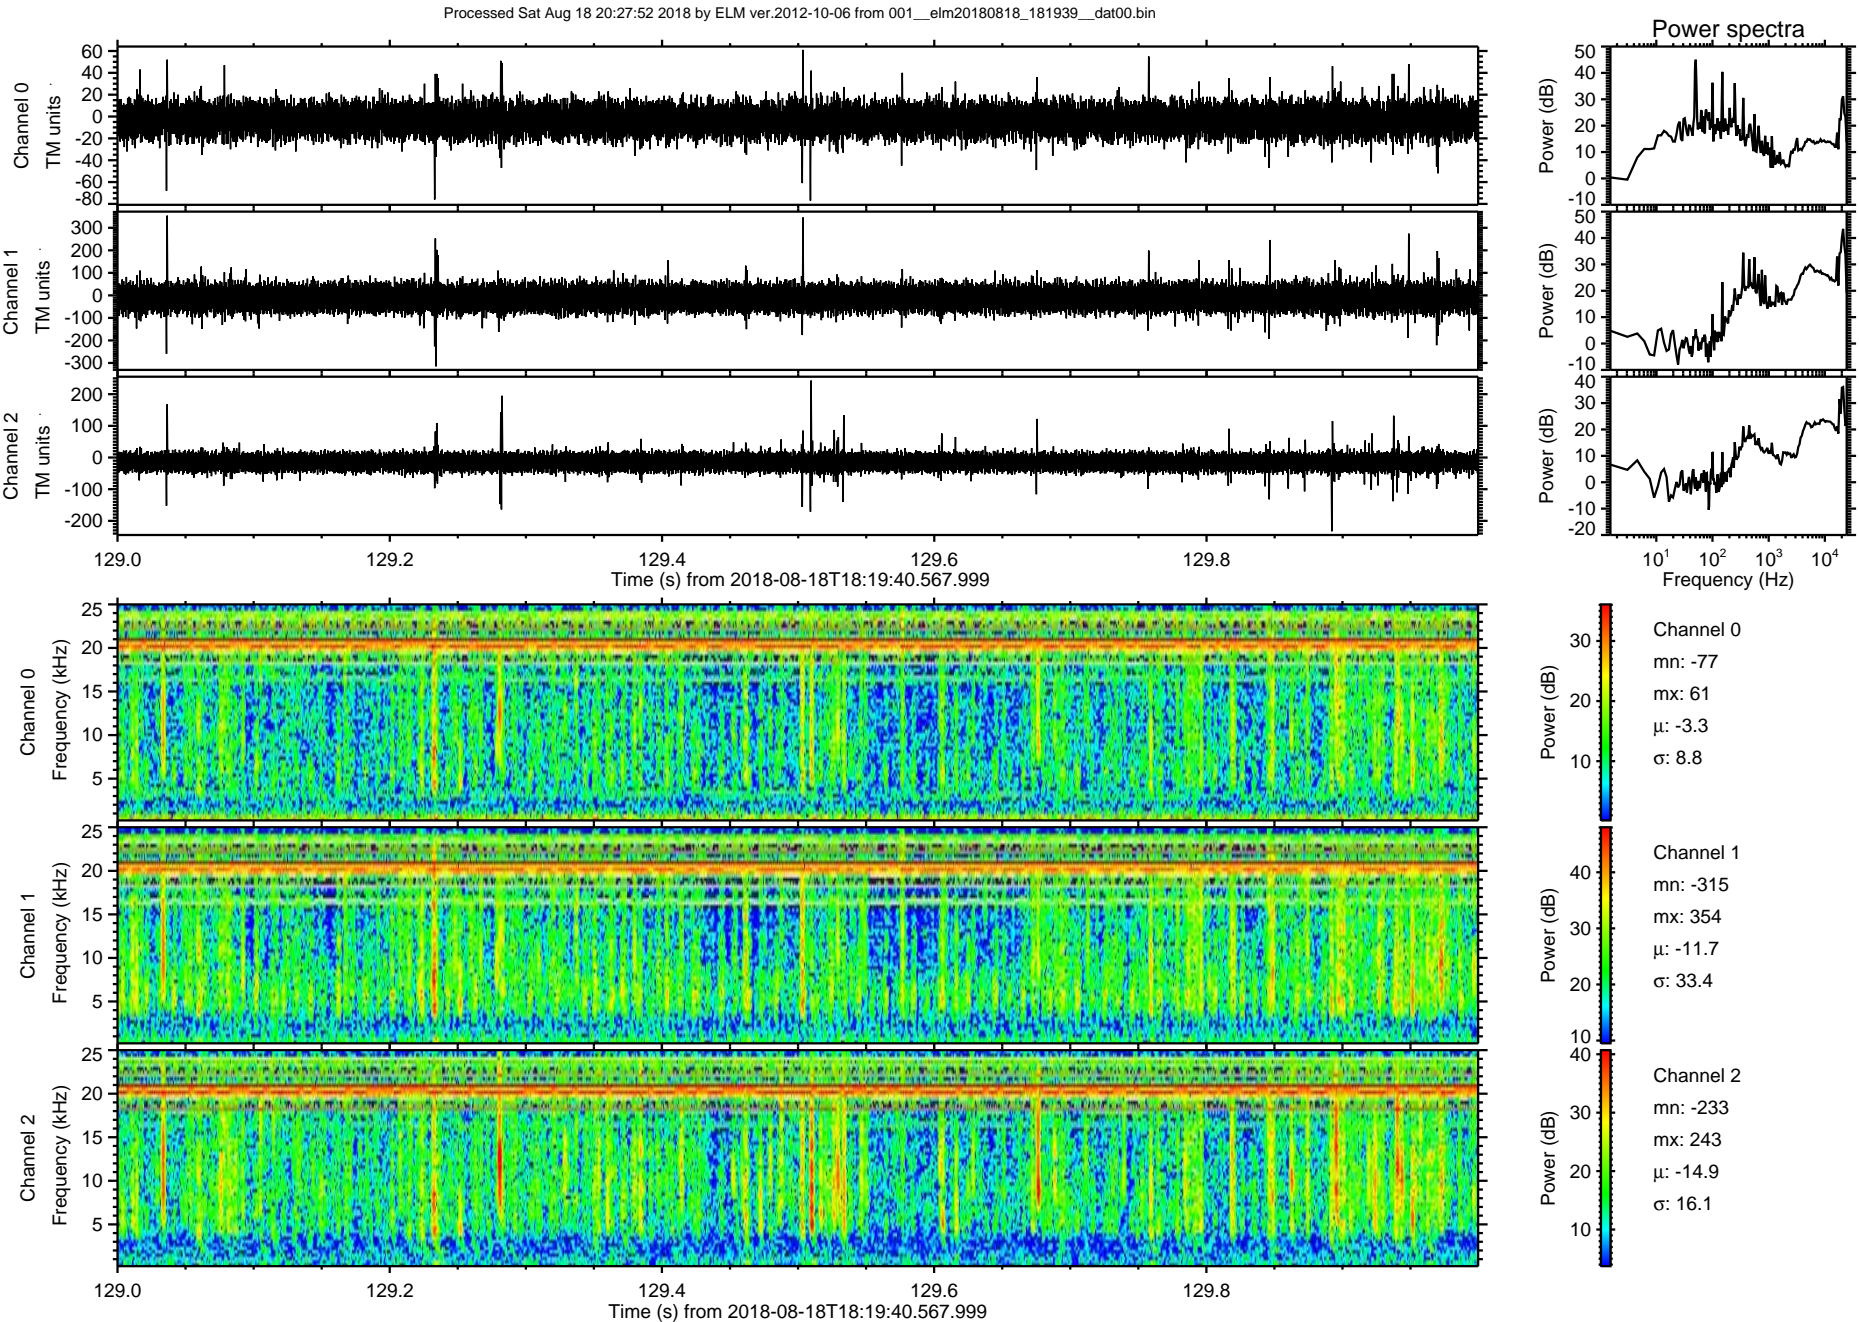 Processed Sat Aug 18 20:27:52 2018 by ELM ver.2012-10-06 from 001__elm20180818_181939__dat00.bin
Power spectra
Channel 0
TM units
60
40
20
0
-20
-40
-60
-80
Power (dB)
50
40
30
20
10
0
-10
Channel 1
TM units
300
200
100
0
-100
-200
-300
Power (dB)
50
40
30
20
10
0
-10
Channel 2
TM units
200
100
0
-100
-200
Power (dB)
40
30
20
10
0
-10
-20
129.0 129.2 129.4 129.6 129.8
Time (s) from 2018-08-18T18:19:40.567.999
10^1 10^2 10^3 10^4
Frequency (Hz)
Channel 0
Frequency (kHz)
25
20
15
10
5
Power (dB)
30
20
10
Channel 0
mn: -77
mx: 61
μ: -3.3
σ: 8.8
Channel 1
Frequency (kHz)
25
20
15
10
5
Power (dB)
40
30
20
10
Channel 1
mn: -315
mx: 354
μ: -11.7
σ: 33.4
Channel 2
Frequency (kHz)
25
20
15
10
5
Power (dB)
40
30
20
10
Channel 2
mn: -233
mx: 243
μ: -14.9
σ: 16.1
129.0 129.2 129.4 129.6 129.8
Time (s) from 2018-08-18T18:19:40.567.999